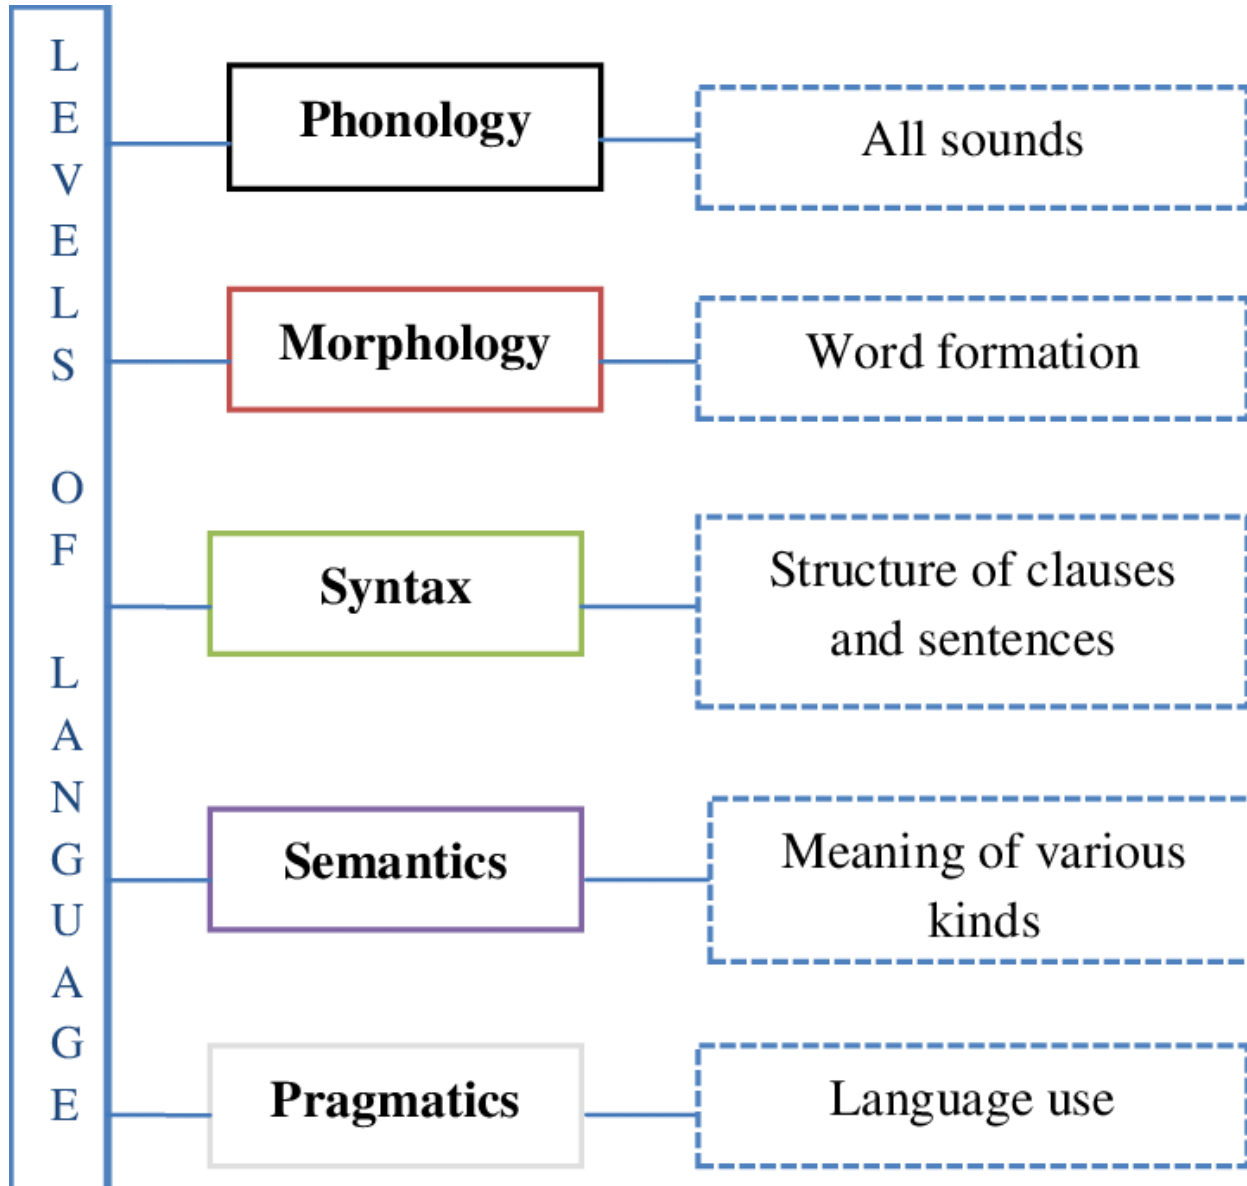 LEVELS OF LANGUAGE
Phonology
All sounds
Morphology
Word formation
Syntax
Structure of clauses
and sentences
Semantics
Meaning of various
kinds
Pragmatics
Language use